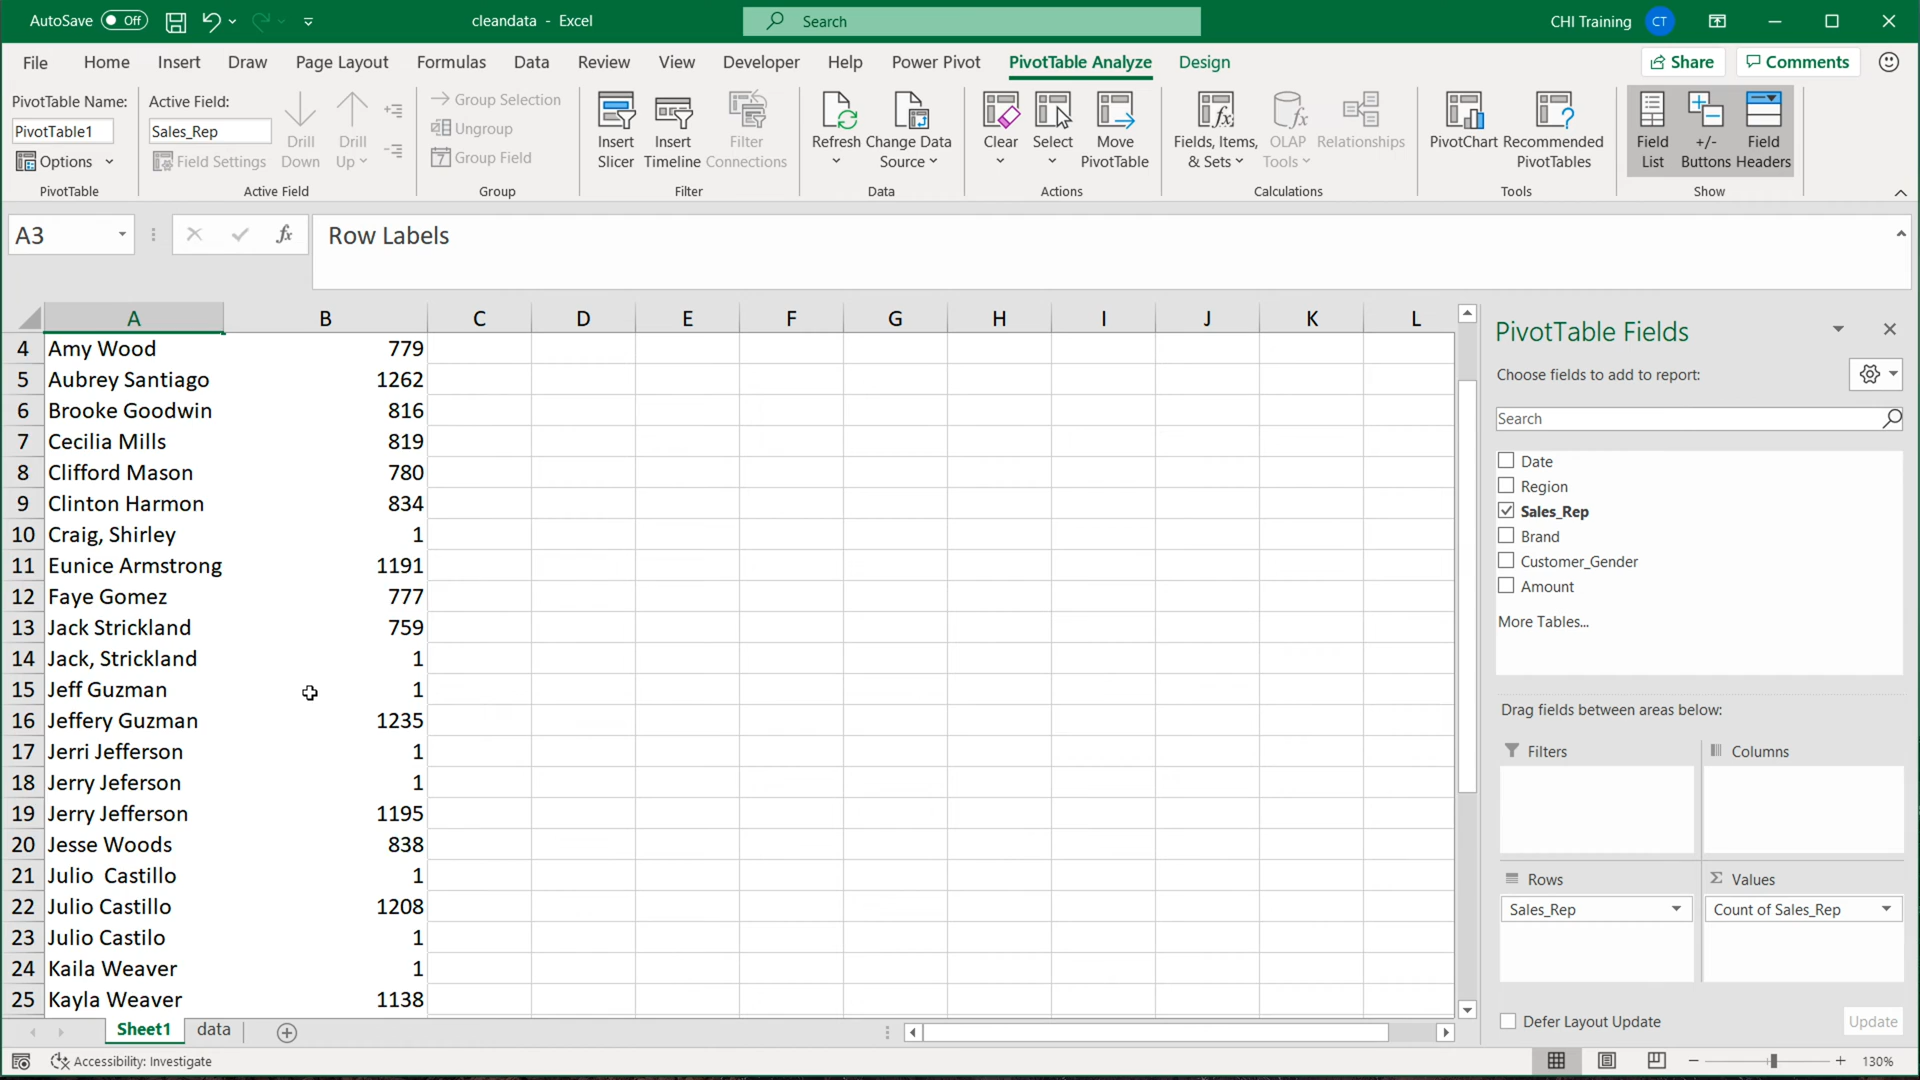 AutoSave Off cleandata - Excel Search CHI Training CT
File Home Insert Draw Page Layout Formulas Data Review View Developer Help Power Pivot PivotTable Analyze Design Share Comments
PivotTable Name:
PivotTable1
Options
PivotTable
Active Field:
Sales_Rep
Field Settings
Drill Down
Drill Up
Active Field
Group Selection
Ungroup
7 Group Field
Group
Insert Slicer
Insert Timeline
Filter Connections
Filter
Refresh
Change Data Source
Data
Clear
Select
Move PivotTable
Actions
Fields, Items, & Sets
OLAP Tools
Relationships
Calculations
PivotChart
Recommended PivotTables
Tools
Field List
+/- Buttons
Field Headers
Show
A3 fx Row Labels
A B C D E F G H I J K L
4 Amy Wood 779
5 Aubrey Santiago 1262
6 Brooke Goodwin 816
7 Cecilia Mills 819
8 Clifford Mason 780
9 Clinton Harmon 834
10 Craig, Shirley 1
11 Eunice Armstrong 1191
12 Faye Gomez 777
13 Jack Strickland 759
14 Jack, Strickland 1
15 Jeff Guzman 1
16 Jeffery Guzman 1235
17 Jerri Jefferson 1
18 Jerry Jeferson 1
19 Jerry Jefferson 1195
20 Jesse Woods 838
21 Julio  Castillo 1
22 Julio Castillo 1208
23 Julio Castilo 1
24 Kaila Weaver 1
25 Kayla Weaver 1138
PivotTable Fields
Choose fields to add to report:
Search
Date
Region
Sales_Rep
Brand
Customer_Gender
Amount
More Tables...
Drag fields between areas below:
Filters Columns
Rows Σ Values
Sales_Rep Count of Sales_Rep
Defer Layout Update Update
Sheet1 data
Accessibility: Investigate 130%